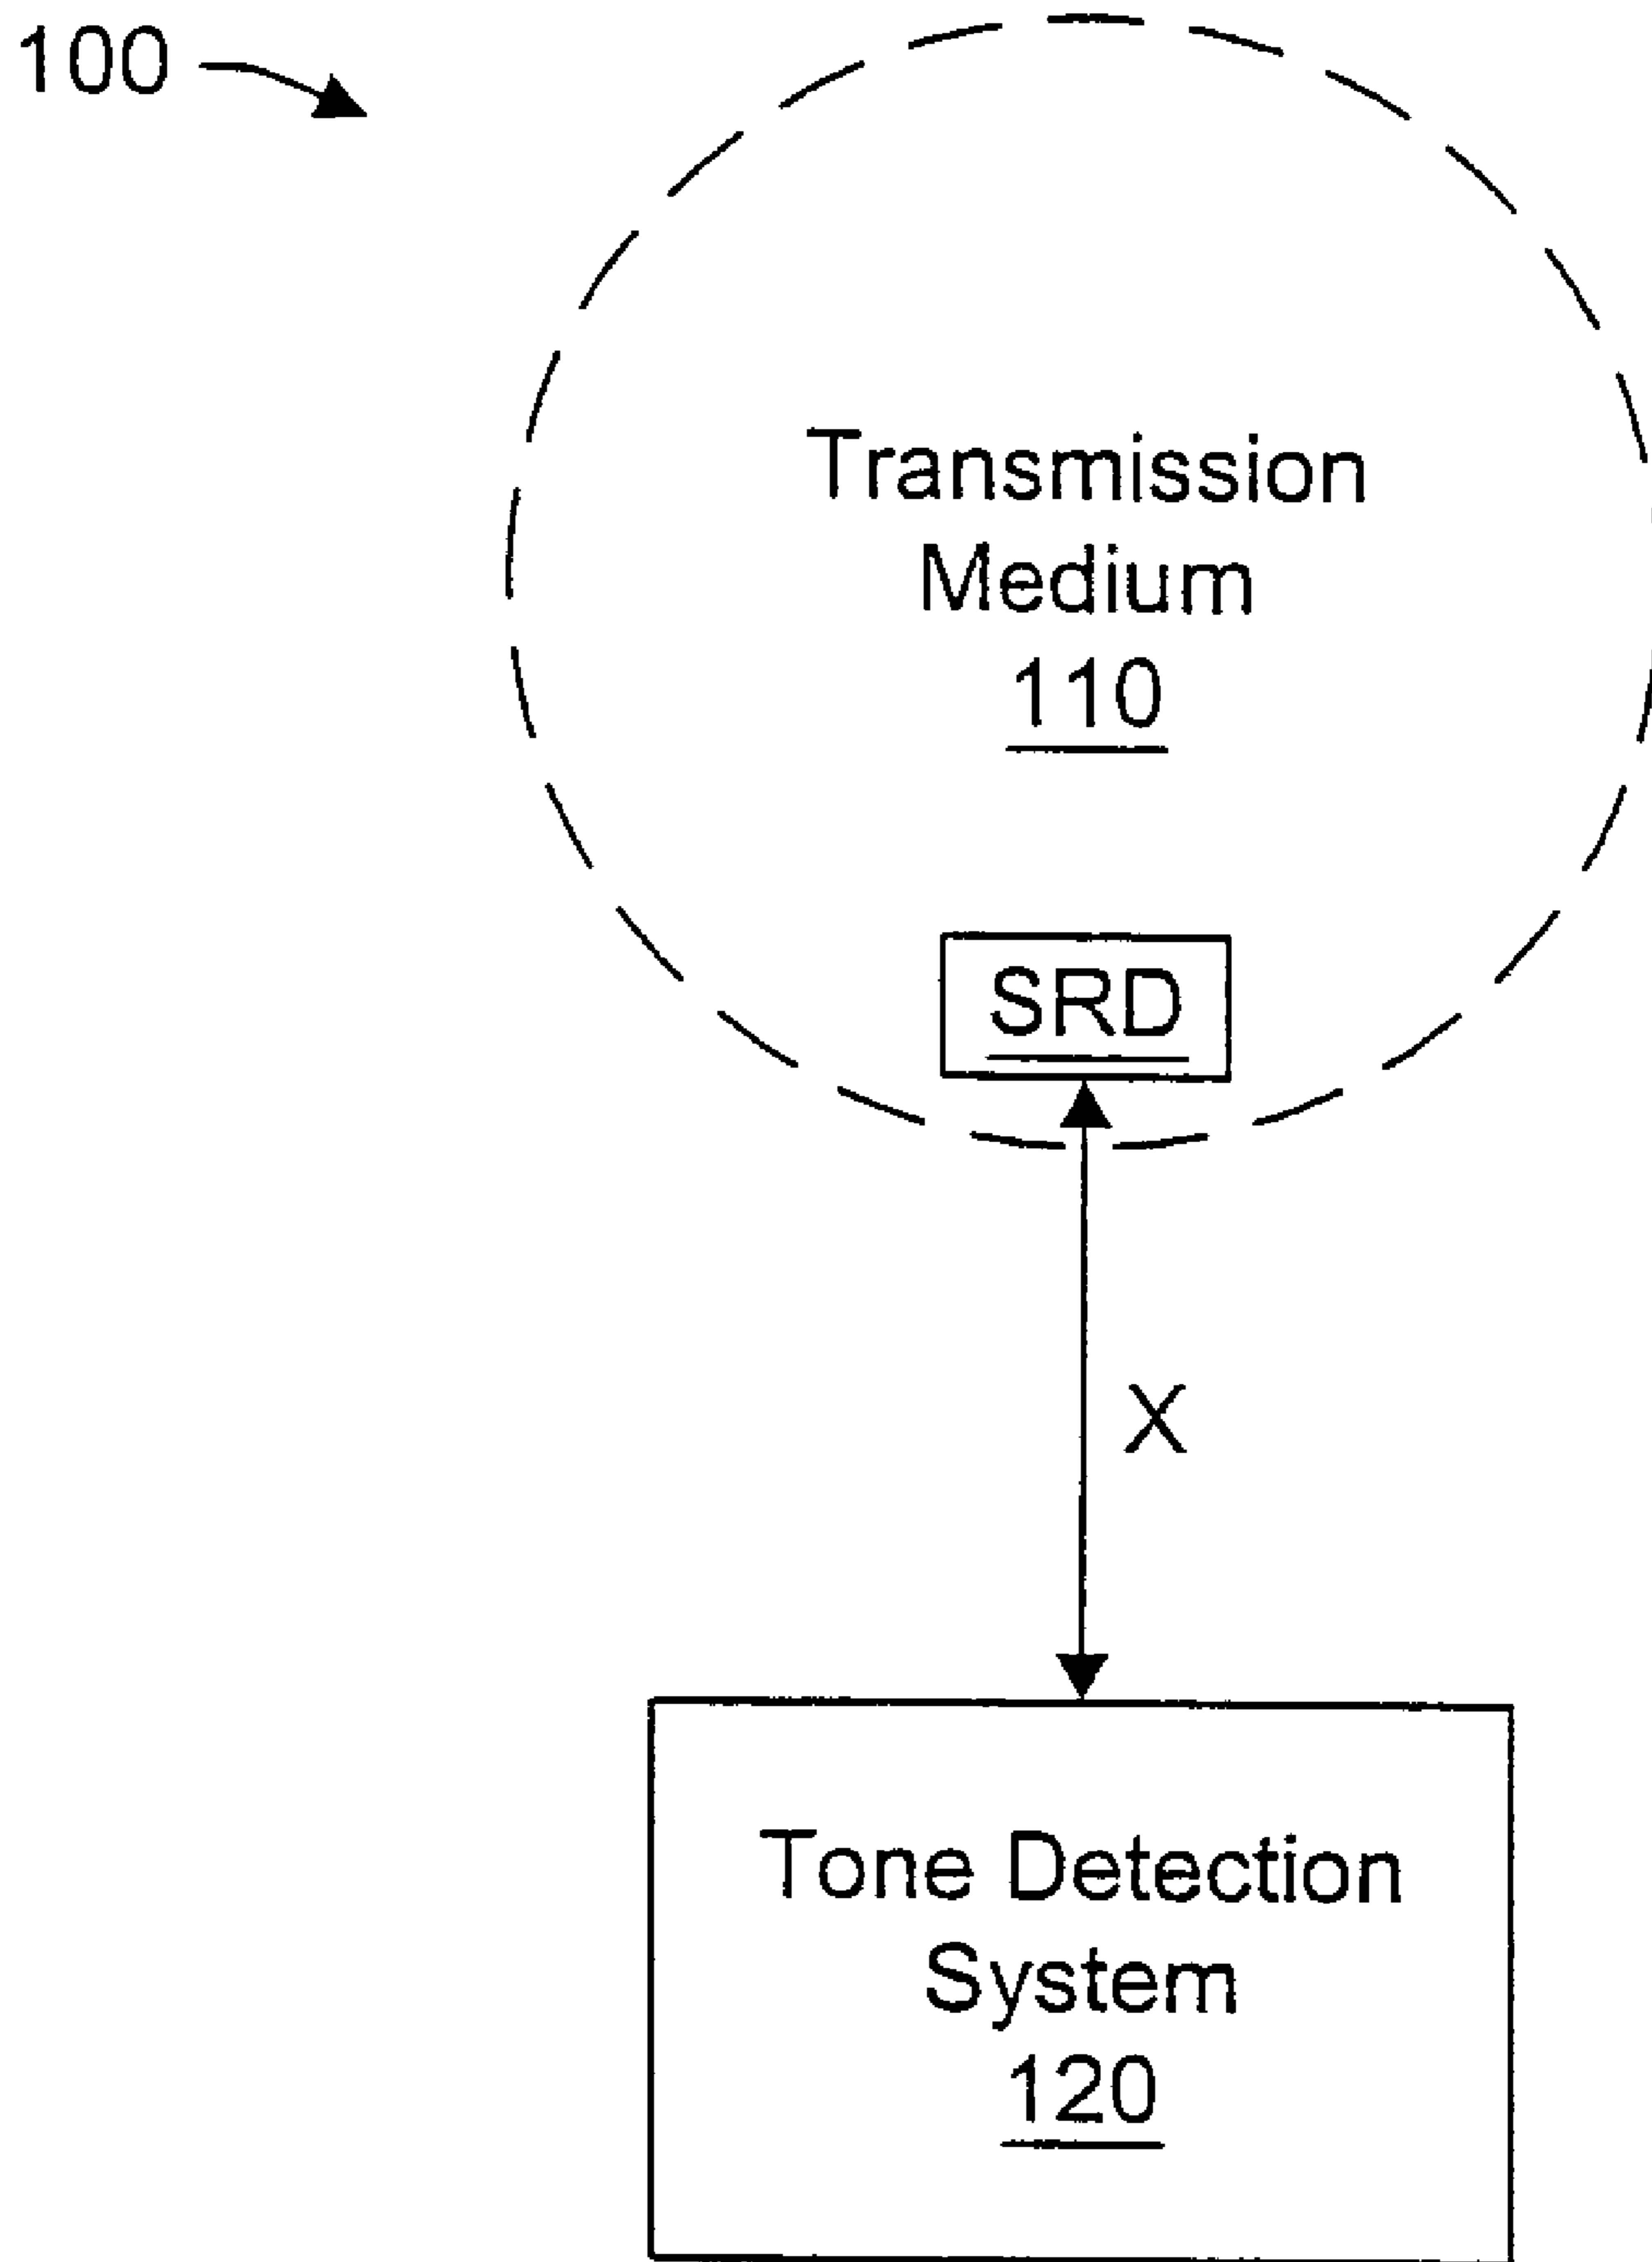 100
Transmission
Medium
110
SRD
X
Tone Detection
System
120